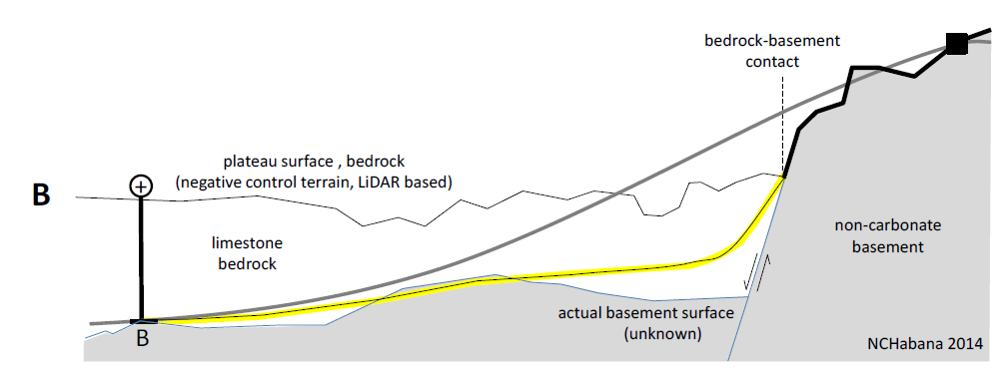 bedrock-basement
contact
plateau surface , bedrock
(negative control terrain, LiDAR based)
B
+
limestone
bedrock
non-carbonate
basement
actual basement surface
(unknown)
B
NCHabana 2014